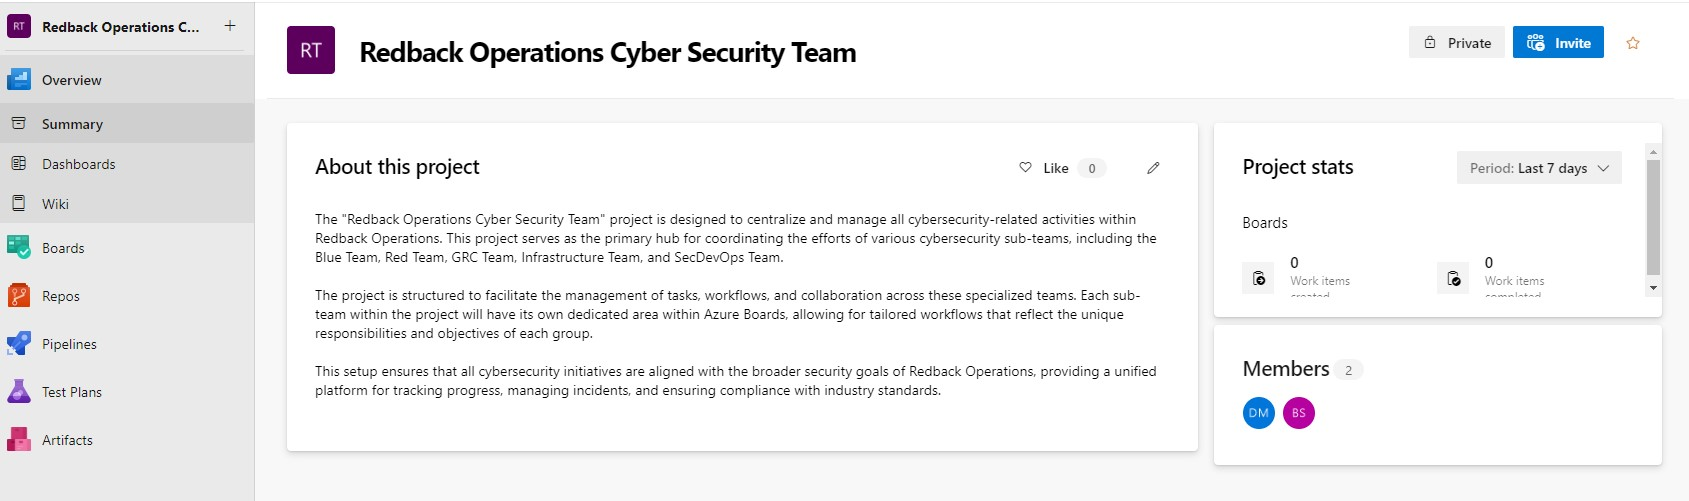 RT Redback Operations C... +
Overview
Summary
Dashboards
Wiki
Boards
Repos
Pipelines
Test Plans
Artifacts
RT Redback Operations Cyber Security Team
Private Invite
About this project
Like 0
The "Redback Operations Cyber Security Team" project is designed to centralize and manage all cybersecurity-related activities within
Redback Operations. This project serves as the primary hub for coordinating the efforts of various cybersecurity sub-teams, including the
Blue Team, Red Team, GRC Team, Infrastructure Team, and SecDevOps Team.
The project is structured to facilitate the management of tasks, workflows, and collaboration across these specialized teams. Each sub-
team within the project will have its own dedicated area within Azure Boards, allowing for tailored workflows that reflect the unique
responsibilities and objectives of each group.
This setup ensures that all cybersecurity initiatives are aligned with the broader security goals of Redback Operations, providing a unified
platform for tracking progress, managing incidents, and ensuring compliance with industry standards.
Project stats
Period: Last 7 days
Boards
0
Work items
created
0
Work items
completed
Members 2
DM BS